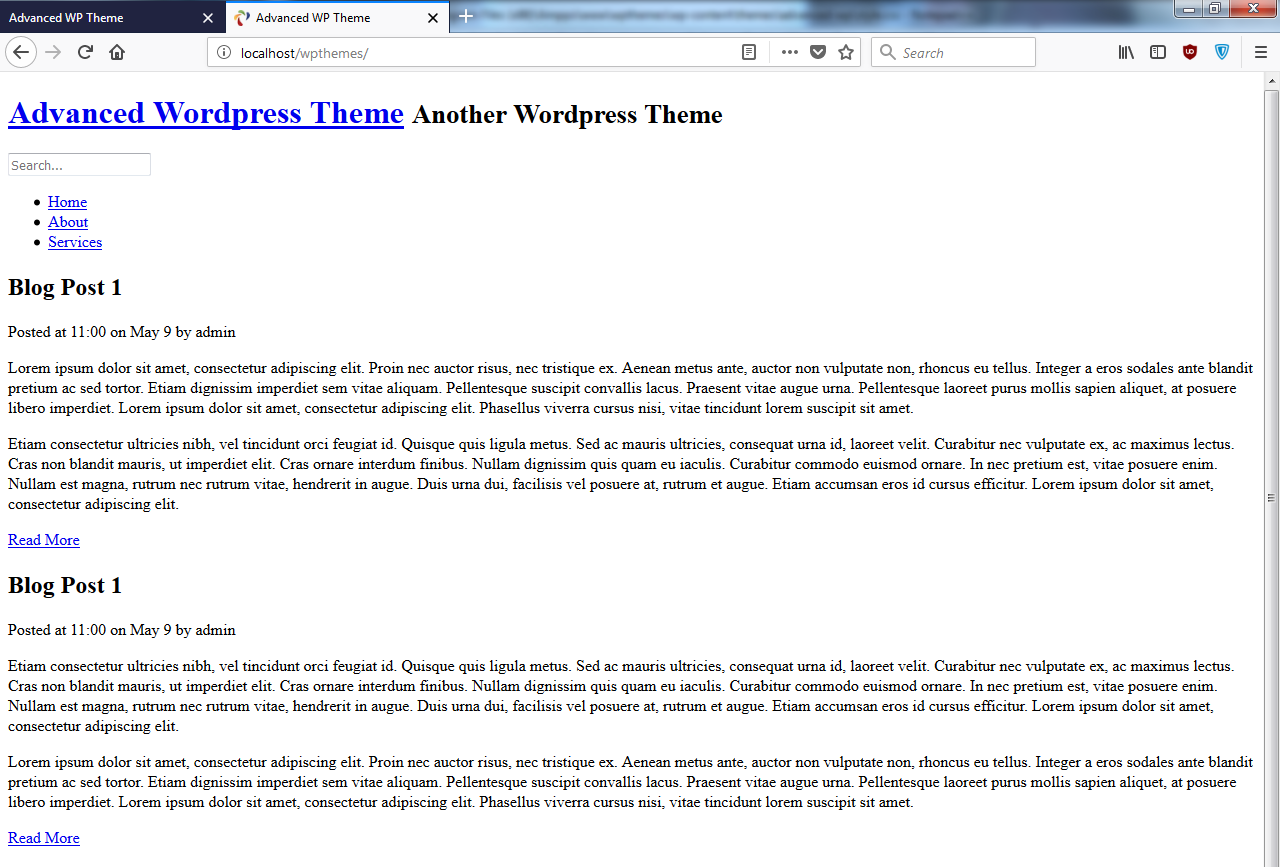 Advanced WP Theme
Advanced WP Theme
localhost/wpthemes/
Search
Advanced Wordpress Theme Another Wordpress Theme
Search...
Home
About
Services
Blog Post 1
Posted at 11:00 on May 9 by admin
Lorem ipsum dolor sit amet, consectetur adipiscing elit. Proin nec auctor risus, nec tristique ex. Aenean metus ante, auctor non vulputate non, rhoncus eu tellus. Integer a eros sodales ante blandit
pretium ac sed tortor. Etiam dignissim imperdiet sem vitae aliquam. Pellentesque suscipit convallis lacus. Praesent vitae augue urna. Pellentesque laoreet purus mollis sapien aliquet, at posuere
libero imperdiet. Lorem ipsum dolor sit amet, consectetur adipiscing elit. Phasellus viverra cursus nisi, vitae tincidunt lorem suscipit sit amet.
Etiam consectetur ultricies nibh, vel tincidunt orci feugiat id. Quisque quis ligula metus. Sed ac mauris ultricies, consequat urna id, laoreet velit. Curabitur nec vulputate ex, ac maximus lectus.
Cras non blandit mauris, ut imperdiet elit. Cras ornare interdum finibus. Nullam dignissim quis quam eu iaculis. Curabitur commodo euismod ornare. In nec pretium est, vitae posuere enim.
Nullam est magna, rutrum nec rutrum vitae, hendrerit in augue. Duis urna dui, facilisis vel posuere at, rutrum et augue. Etiam accumsan eros id cursus efficitur. Lorem ipsum dolor sit amet,
consectetur adipiscing elit.
Read More
Blog Post 1
Posted at 11:00 on May 9 by admin
Etiam consectetur ultricies nibh, vel tincidunt orci feugiat id. Quisque quis ligula metus. Sed ac mauris ultricies, consequat urna id, laoreet velit. Curabitur nec vulputate ex, ac maximus lectus.
Cras non blandit mauris, ut imperdiet elit. Cras ornare interdum finibus. Nullam dignissim quis quam eu iaculis. Curabitur commodo euismod ornare. In nec pretium est, vitae posuere enim.
Nullam est magna, rutrum nec rutrum vitae, hendrerit in augue. Duis urna dui, facilisis vel posuere at, rutrum et augue. Etiam accumsan eros id cursus efficitur. Lorem ipsum dolor sit amet,
consectetur adipiscing elit.
Lorem ipsum dolor sit amet, consectetur adipiscing elit. Proin nec auctor risus, nec tristique ex. Aenean metus ante, auctor non vulputate non, rhoncus eu tellus. Integer a eros sodales ante blandit
pretium ac sed tortor. Etiam dignissim imperdiet sem vitae aliquam. Pellentesque suscipit convallis lacus. Praesent vitae augue urna. Pellentesque laoreet purus mollis sapien aliquet, at posuere
libero imperdiet. Lorem ipsum dolor sit amet, consectetur adipiscing elit. Phasellus viverra cursus nisi, vitae tincidunt lorem suscipit sit amet.
Read More